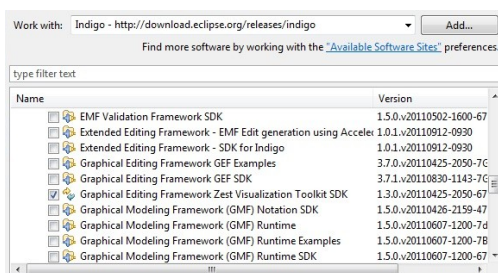 Work with: Indigo - http://download.eclipse.org/releases/indigo Add...
Find more software by working with the "Available Software Sites" preferences.
type filter text
Name Version
EMF Validation Framework SDK 1.5.0.v20110502-1600-67
Extended Editing Framework - EMF Edit generation using Acceleo 1.0.1.v20110912-0930
Extended Editing Framework - SDK for Indigo 1.0.1.v20110912-0930
Graphical Editing Framework GEF Examples 3.7.0.v20110425-2050-7G
Graphical Editing Framework GEF SDK 3.7.1.v20110830-1143-7G
Graphical Editing Framework Zest Visualization Toolkit SDK 1.3.0.v20110425-2050-67
Graphical Modeling Framework (GMF) Notation SDK 1.5.0.v20110426-2159-47
Graphical Modeling Framework (GMF) Runtime 1.5.0.v20110607-1200-7d
Graphical Modeling Framework (GMF) Runtime Examples 1.5.0.v20110607-1200-7B
Graphical Modeling Framework (GMF) Runtime SDK 1.5.0.v20110607-1200-67